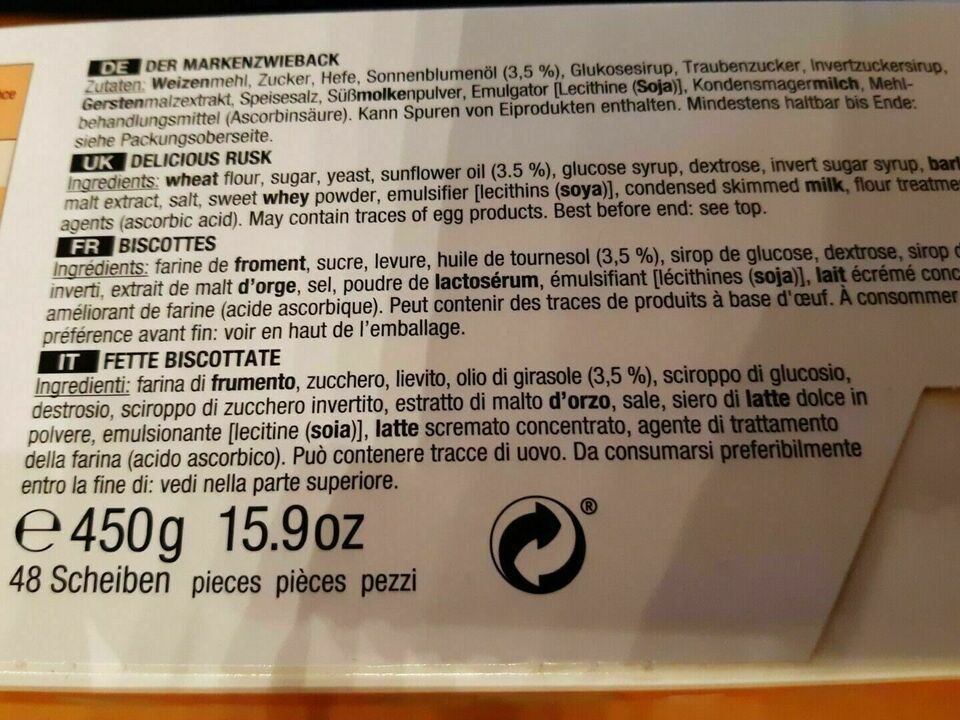 DE DER MARKENZWIEBACK
Zutaten: Weizenmehl, Zucker, Hefe, Sonnenblumenöl (3,5 %), Glukosesirup, Traubenzucker, Invertzuckersirup,
Gerstenmalzextrakt, Speisesalz, Süßmolkenpulver, Emulgator [Lecithine (Soja)], Kondensmagermilch, Mehl-
behandlungsmittel (Ascorbinsäure). Kann Spuren von Eiprodukten enthalten. Mindestens haltbar bis Ende:
siehe Packungsoberseite.
UK DELICIOUS RUSK
Ingredients: wheat flour, sugar, yeast, sunflower oil (3.5 %), glucose syrup, dextrose, invert sugar syrup, barl
malt extract, salt, sweet whey powder, emulsifier [lecithins (soya)], condensed skimmed milk, flour treatme
agents (ascorbic acid). May contain traces of egg products. Best before end: see top.
FR BISCOTTES
Ingrédients: farine de froment, sucre, levure, huile de tournesol (3,5 %), sirop de glucose, dextrose, sirop d
inverti, extrait de malt d'orge, sel, poudre de lactosérum, émulsifiant [lécithines (soja)], lait écrémé conc
améliorant de farine (acide ascorbique). Peut contenir des traces de produits à base d'œuf. À consommer
préférence avant fin: voir en haut de l'emballage.
IT FETTE BISCOTTATE
Ingredienti: farina di frumento, zucchero, lievito, olio di girasole (3,5 %), sciroppo di glucosio,
destrosio, sciroppo di zucchero invertito, estratto di malto d'orzo, sale, siero di latte dolce in
polvere, emulsionante [lecitine (soia)], latte scremato concentrato, agente di trattamento
della farina (acido ascorbico). Può contenere tracce di uovo. Da consumarsi preferibilmente
entro la fine di: vedi nella parte superiore.
℮ 450g 15.9oz
48 Scheiben pieces pièces pezzi
®